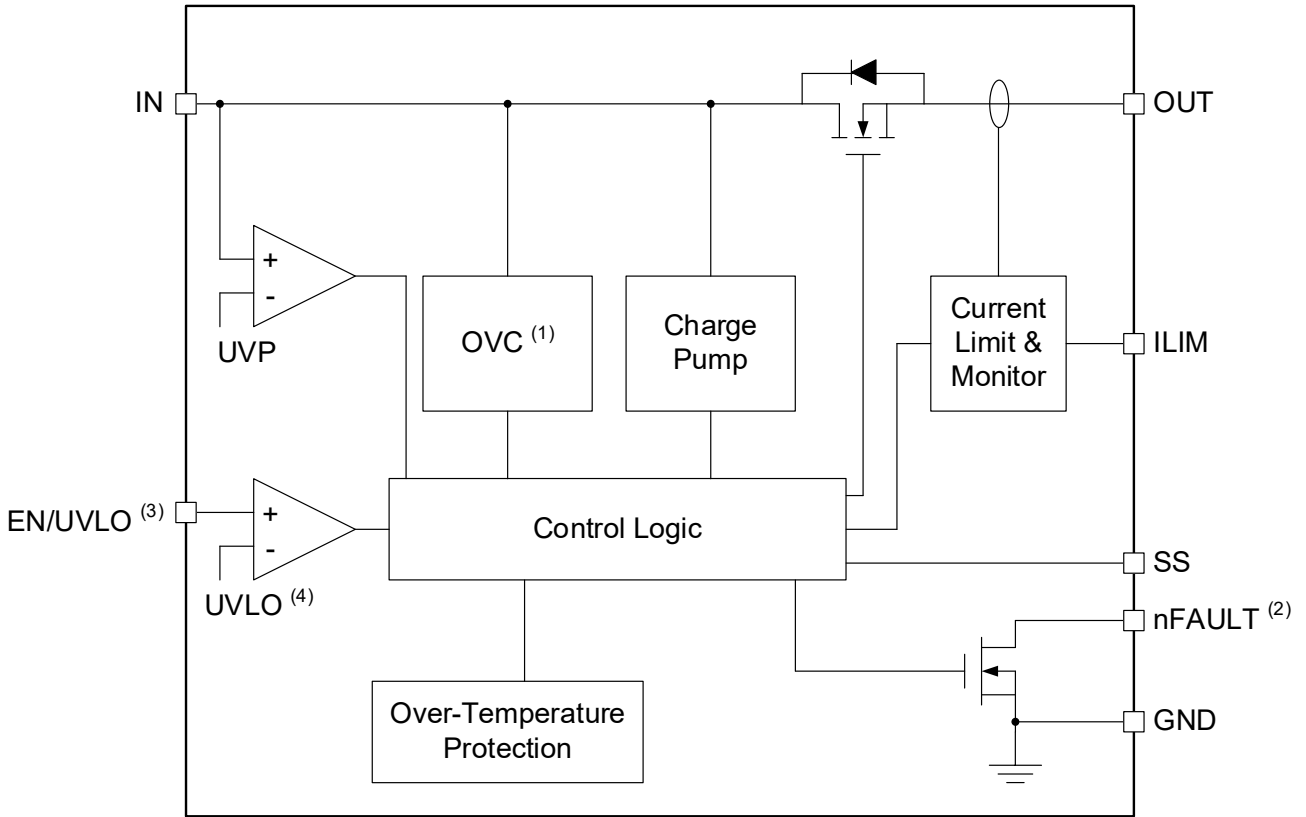 IN
OUT
+
-
UVP
OVC (1)
Charge
Pump
Current
Limit &
Monitor
ILIM
EN/UVLO (3)
+
-
UVLO (4)
Control Logic
SS
nFAULT (2)
Over-Temperature
Protection
GND